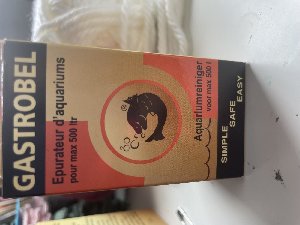 GASTROBEL
Epurateur d'aquariums
pour max 500 ltr
Aquariumreiniger
voor max 500 l
SIMPLE
SAFE
EASY